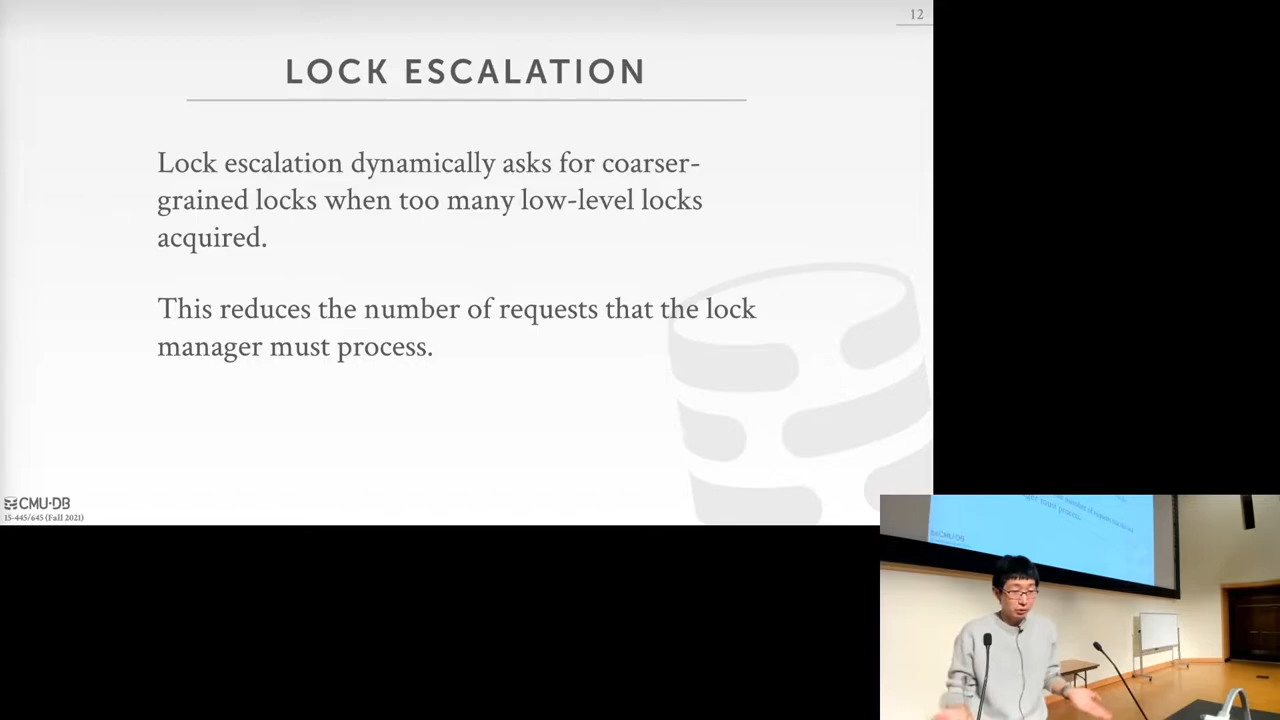 12
LOCK ESCALATION
Lock escalation dynamically asks for coarser-
grained locks when too many low-level locks
acquired.
This reduces the number of requests that the lock
manager must process.
CMU·DB
15-445/645 (Fall 2021)